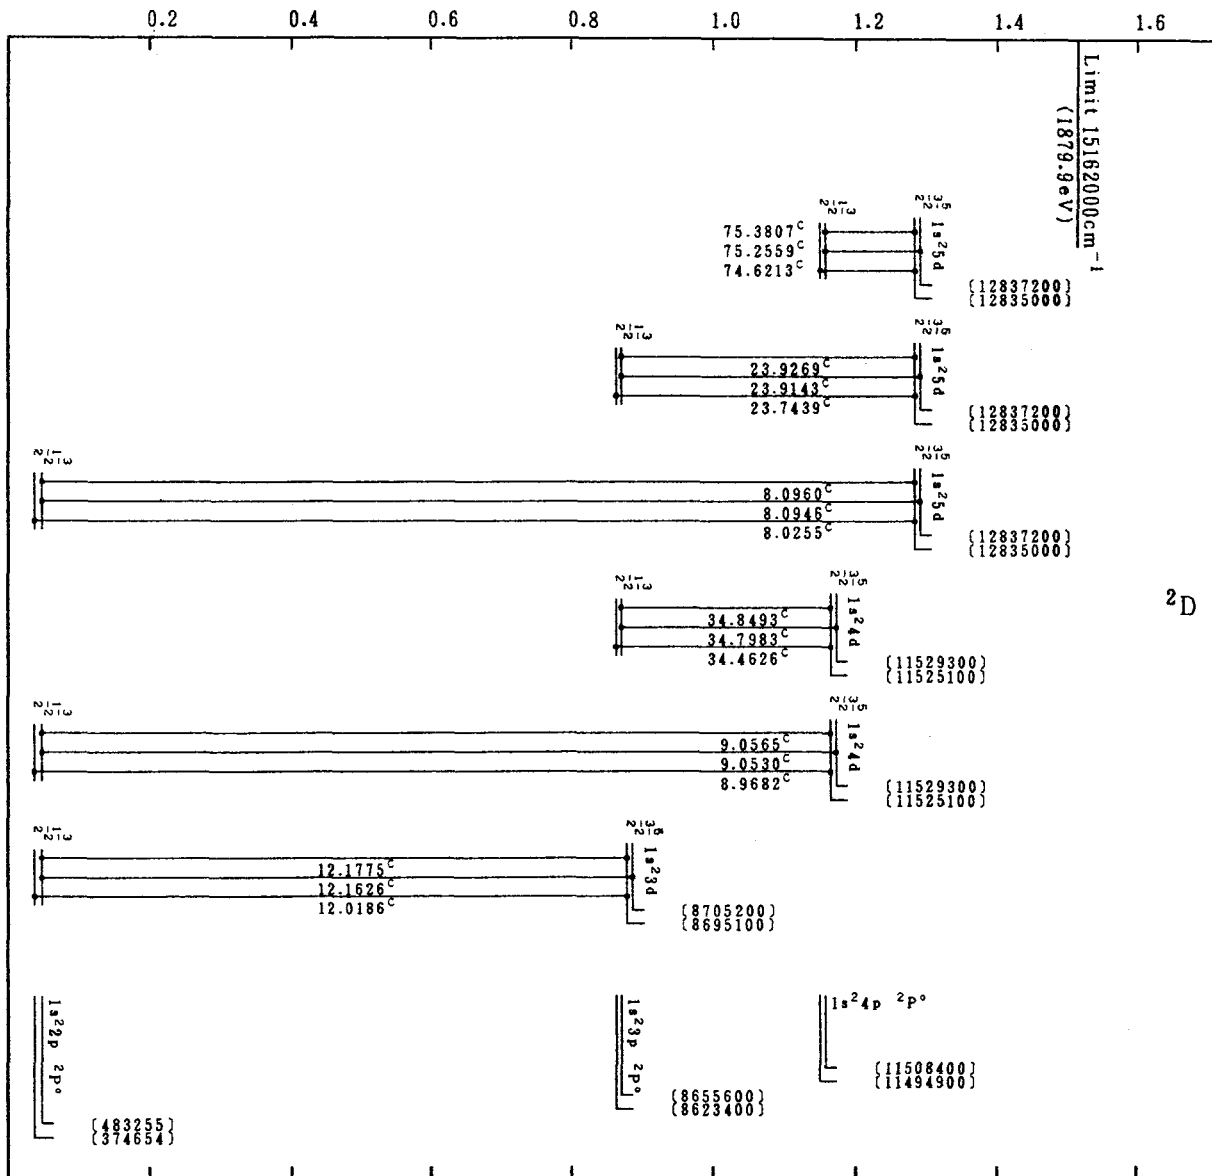 0.2 0.4 0.6 0.8 1.0 1.2 1.4 1.6
Limit 15162000cm⁻¹
(1879.9eV)
1/2 3/2
3/2 5/2
1s²5d
75.3807ᶜ
75.2559ᶜ
74.6213ᶜ
[12837200]
[12835000]
1/2 3/2
3/2 5/2
1s²5d
23.9269ᶜ
23.9143ᶜ
23.7439ᶜ
[12837200]
[12835000]
1/2 3/2
3/2 5/2
1s²5d
8.0960ᶜ
8.0946ᶜ
8.0255ᶜ
[12837200]
[12835000]
1/2 3/2
3/2 5/2
1s²4d
34.8493ᶜ
34.7983ᶜ
34.4626ᶜ
[11529300]
[11525100]
²D
1/2 3/2
3/2 5/2
1s²4d
9.0565ᶜ
9.0530ᶜ
8.9682ᶜ
[11529300]
[11525100]
1/2 3/2
3/2 5/2
1s²3d
12.1775ᶜ
12.1626ᶜ
12.0186ᶜ
[8705200]
[8695100]
1s²2p ²P°
1s²3p ²P°
1s²4p ²P°
[11508400]
[11494900]
[8655600]
[8623400]
[483255]
[374654]